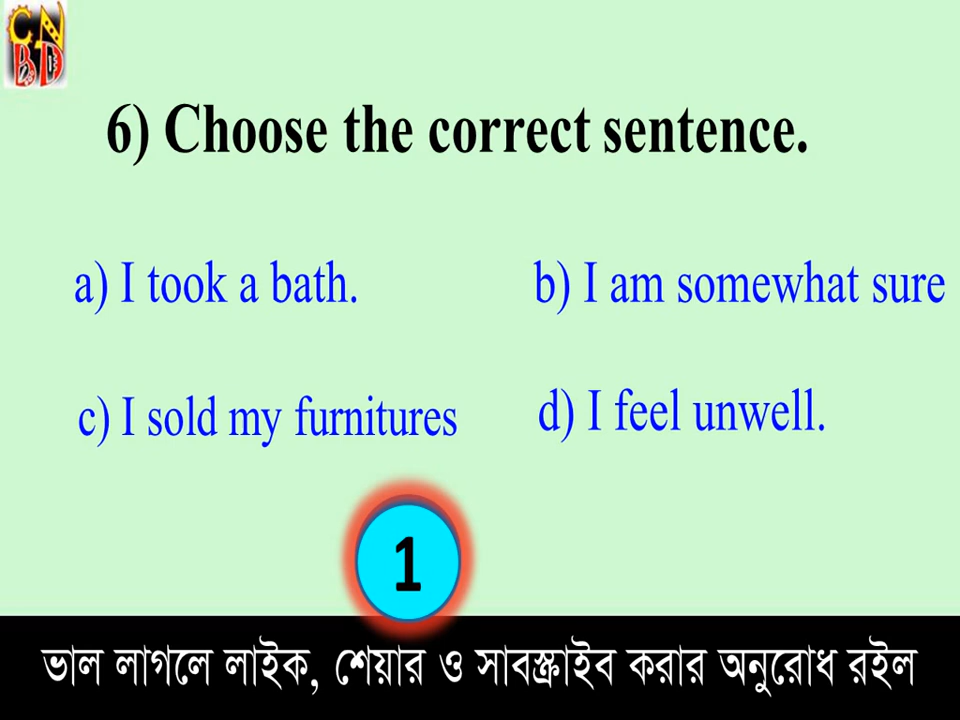 6) Choose the correct sentence.
a) I took a bath. b) I am somewhat sure
c) I sold my furnitures d) I feel unwell.
1
ভাল লাগলে লাইক, শেয়ার ও সাবস্ক্রাইব করার অনুরোধ রইল